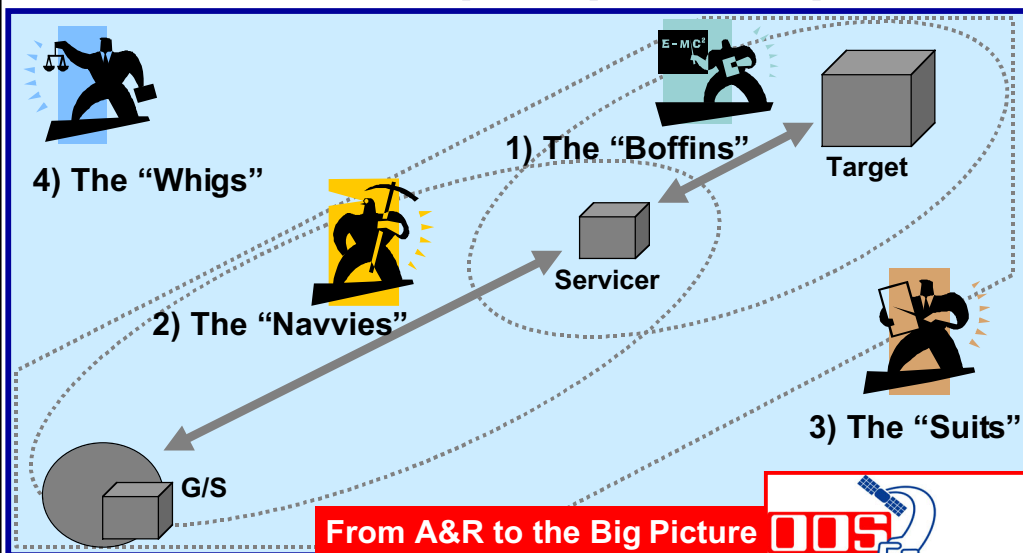 E=MC²
1) The “Boffins”
Target
4) The “Whigs”
Servicer
2) The “Navvies”
3) The “Suits”
G/S
From A&R to the Big Picture
OOS